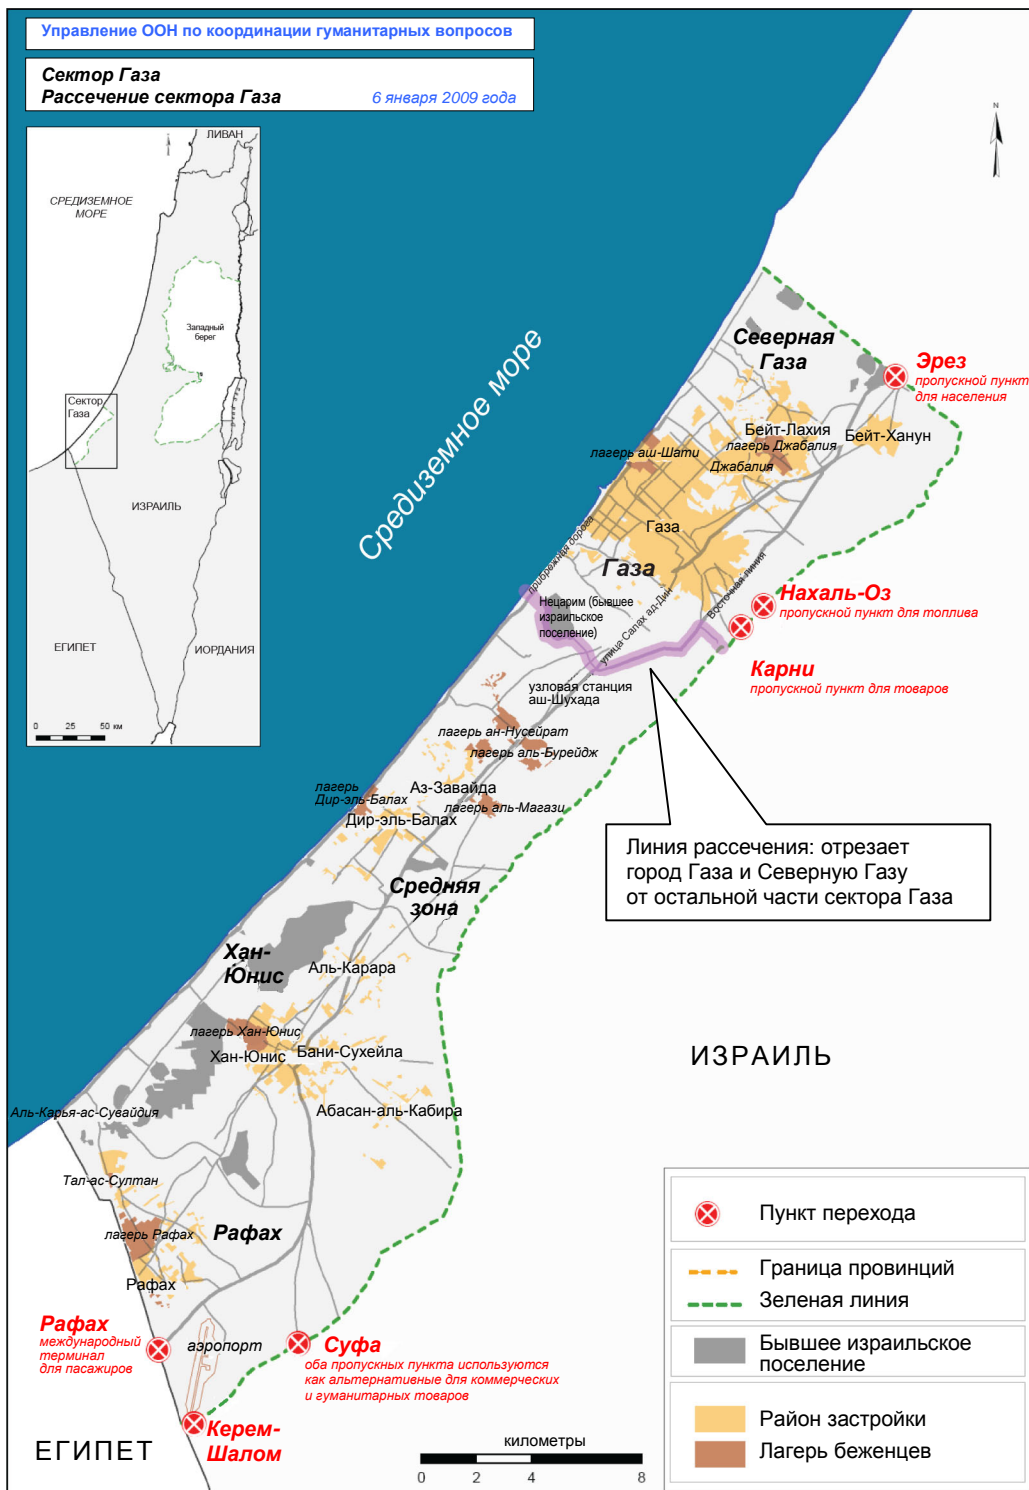 Управление ООН по координации гуманитарных вопросов
Сектор Газа
Рассечение сектора Газа
6 января 2009 года
N
ЛИВАН
СРЕДИЗЕМНОЕ
МОРЕ
Западный
берег
Сектор
Газа
ИЗРАИЛЬ
ЕГИПЕТ
ИОРДАНИЯ
0 25 50 км
Средиземное море
Северная
Газа
Эрез
пропускной пункт
для населения
Бейт-Лахия
лагерь Джабалия
Бейт-Ханун
лагерь аш-Шати
Джабалия
Газа
прибрежная дорога
Газа
Восточная линия
Нахаль-Оз
пропускной пункт для топлива
Нецарим (бывшее
израильское
поселение)
улица Салах ад-Дин
Карни
пропускной пункт для товаров
узловая станция
аш-Шухада
лагерь ан-Нусейрат
лагерь аль-Бурейдж
лагерь
Дир-эль-Балах
Аз-Завайда
лагерь аль-Магази
Дир-эль-Балах
Линия рассечения: отрезает
город Газа и Северную Газу
от остальной части сектора Газа
Средняя
зона
Хан-
Юнис
Аль-Карара
лагерь Хан-Юнис
Хан-Юнис
Бани-Сухейла
ИЗРАИЛЬ
Абасан-аль-Кабира
Аль-Карья-ас-Сувайдия
Тал-ас-Султан
лагерь Рафах
Рафах
Рафах
Рафах
международный
терминал
для пасажиров
аэропорт
Суфа
оба пропускных пункта используются
как альтернативные для коммерческих
и гуманитарных товаров
Керем-
Шалом
ЕГИПЕТ
километры
0 2 4 8
Пункт перехода
Граница провинций
Зеленая линия
Бывшее израильское
поселение
Район застройки
Лагерь беженцев